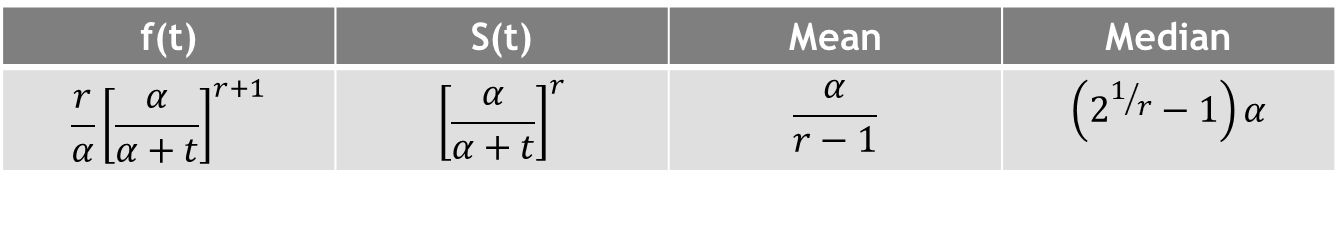 f(t) S(t) Mean Median
r/α [α/(α + t)]^(r+1) [α/(α + t)]^r α/(r − 1) (2^(1/r) − 1) α